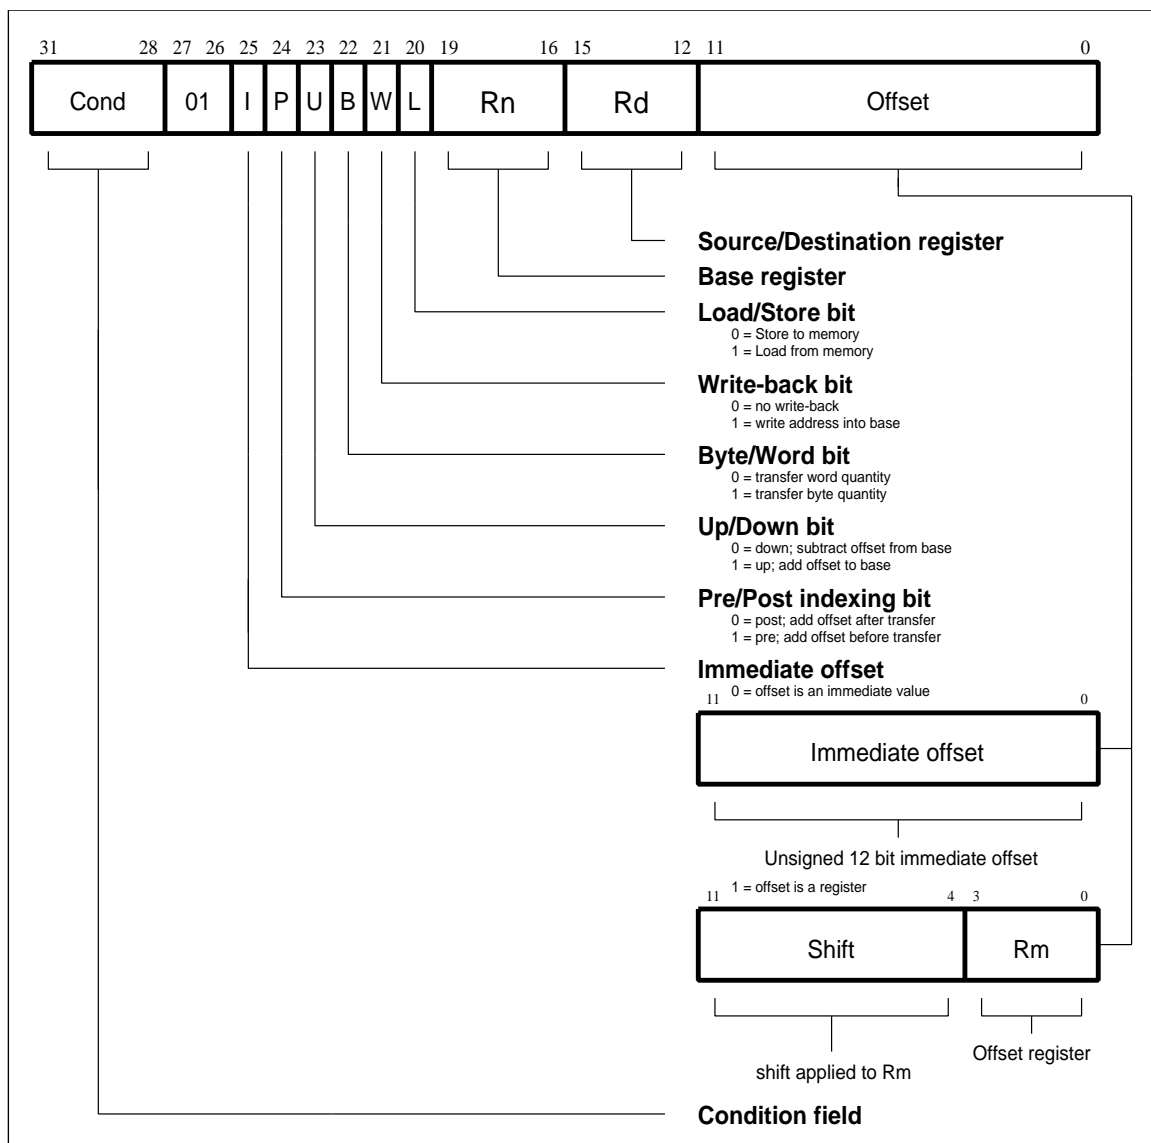 31 28 27 26 25 24 23 22 21 20 19 16 15 12 11 0
Cond 01 I P U B W L Rn Rd Offset
Source/Destination register
Base register
Load/Store bit
0 = Store to memory
1 = Load from memory
Write-back bit
0 = no write-back
1 = write address into base
Byte/Word bit
0 = transfer word quantity
1 = transfer byte quantity
Up/Down bit
0 = down; subtract offset from base
1 = up; add offset to base
Pre/Post indexing bit
0 = post; add offset after transfer
1 = pre; add offset before transfer
Immediate offset
0 = offset is an immediate value
11 0
Immediate offset
Unsigned 12 bit immediate offset
1 = offset is a register
11 4 3 0
Shift Rm
Offset register
shift applied to Rm
Condition field